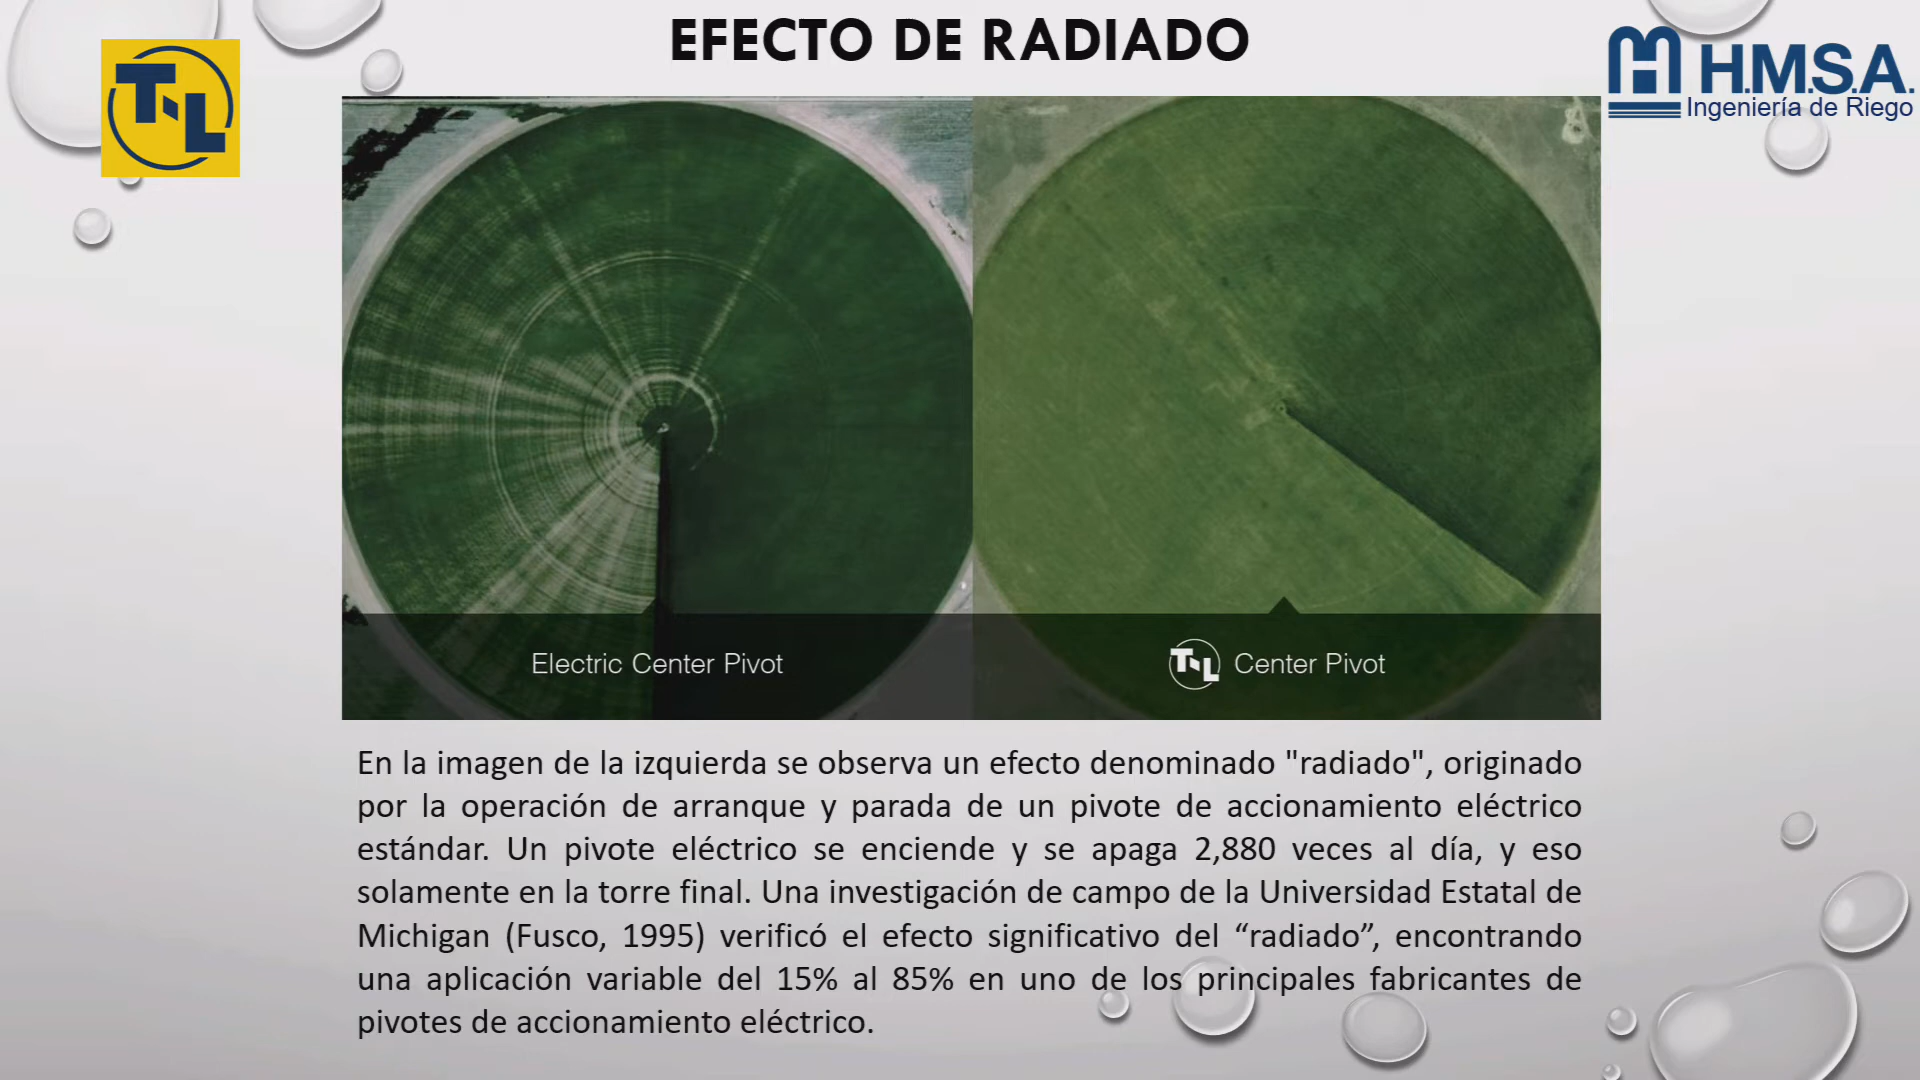 EFECTO DE RADIADO
T-L
H.M.S.A.
Ingeniería de Riego
Electric Center Pivot
T-L Center Pivot
En la imagen de la izquierda se observa un efecto denominado "radiado", originado
por la operación de arranque y parada de un pivote de accionamiento eléctrico
estándar. Un pivote eléctrico se enciende y se apaga 2,880 veces al día, y eso
solamente en la torre final. Una investigación de campo de la Universidad Estatal de
Michigan (Fusco, 1995) verificó el efecto significativo del “radiado”, encontrando
una aplicación variable del 15% al 85% en uno de los principales fabricantes de
pivotes de accionamiento eléctrico.